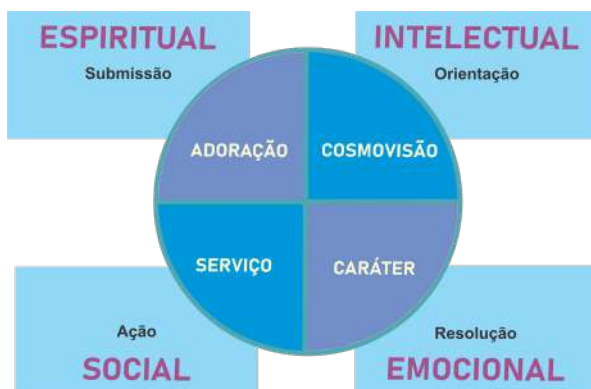 ESPIRITUAL
Submissão
INTELECTUAL
Orientação
ADORAÇÃO
COSMOVISÃO
SERVIÇO
CARÁTER
Ação
SOCIAL
Resolução
EMOCIONAL